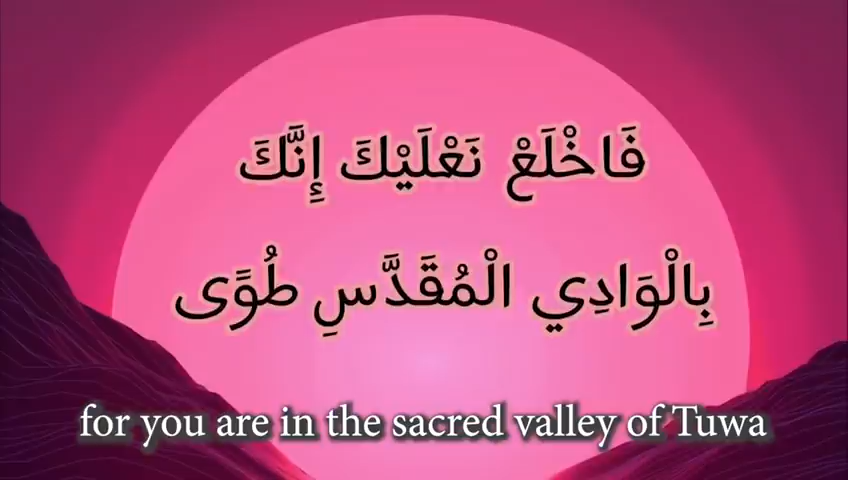 فَاخْلَعْ نَعْلَيْكَ إِنَّكَ
بِالْوَادِي الْمُقَدَّسِ طُوًى
for you are in the sacred valley of Tuwa